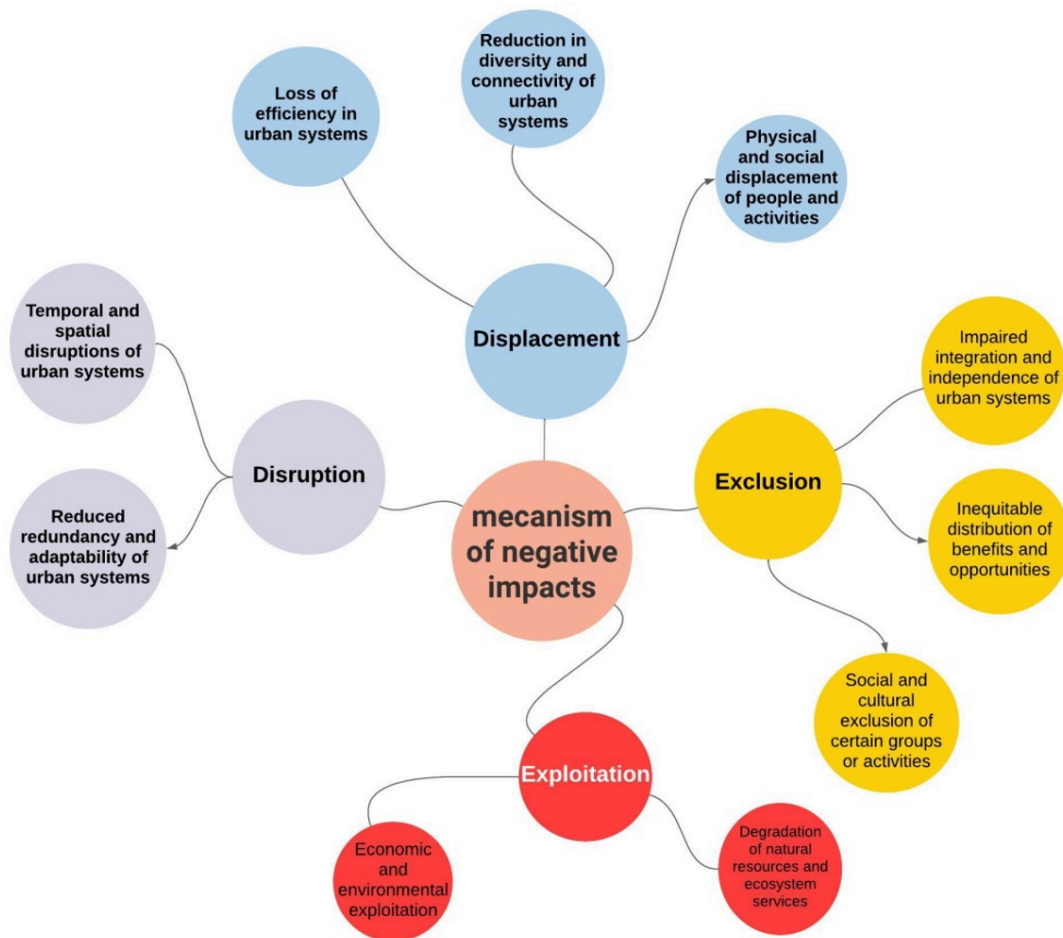 Reduction in
diversity and
connectivity of
urban
systems
Loss of
efficiency in
urban systems
Physical
and social
displacement
of people and
activities
Displacement
Temporal and
spatial
disruptions of
urban systems
Reduced
redundancy and
adaptability of
urban systems
Disruption
mecanism
of negative
impacts
Exclusion
Impaired
integration and
independence of
urban systems
Inequitable
distribution of
benefits and
opportunities
Social and
cultural
exclusion of
certain groups
or activities
Exploitation
Economic
and
environmental
exploitation
Degradation
of natural
resources and
ecosystem
services